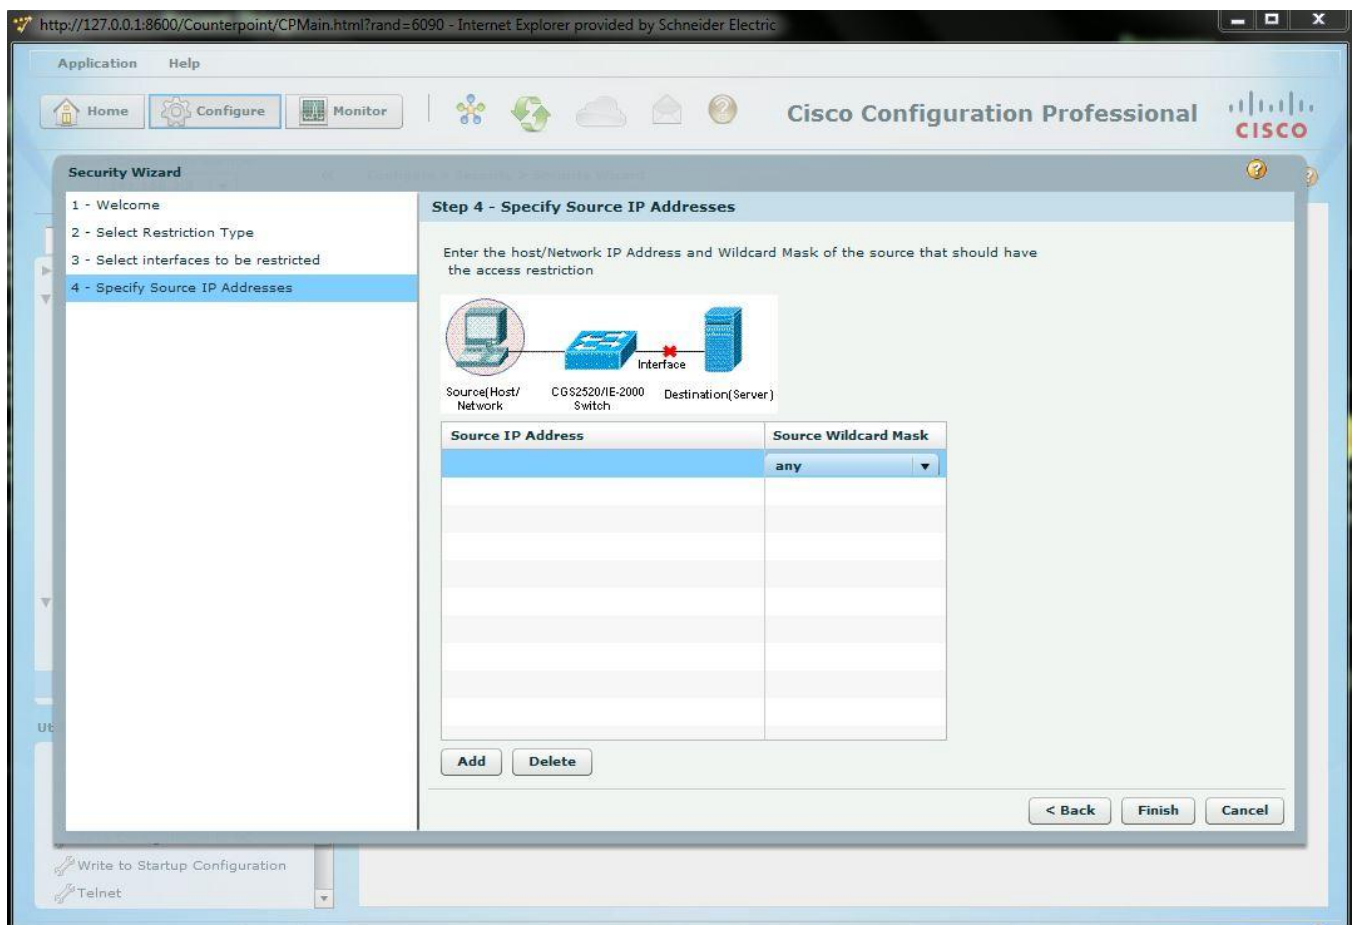 http://127.0.0.1:8600/Counterpoint/CPMain.html?rand=6090 - Internet Explorer provided by Schneider Electric
Application Help
Home Configure Monitor
Cisco Configuration Professional
CISCO
Security Wizard
1 - Welcome
2 - Select Restriction Type
3 - Select interfaces to be restricted
4 - Specify Source IP Addresses
Step 4 - Specify Source IP Addresses
Enter the host/Network IP Address and Wildcard Mask of the source that should have
the access restriction
Interface
Source(Host/ CGS2520/IE-2000 Destination(Server)
Network Switch
Source IP Address Source Wildcard Mask
any
Add Delete
< Back Finish Cancel
Ut
Write to Startup Configuration
Telnet